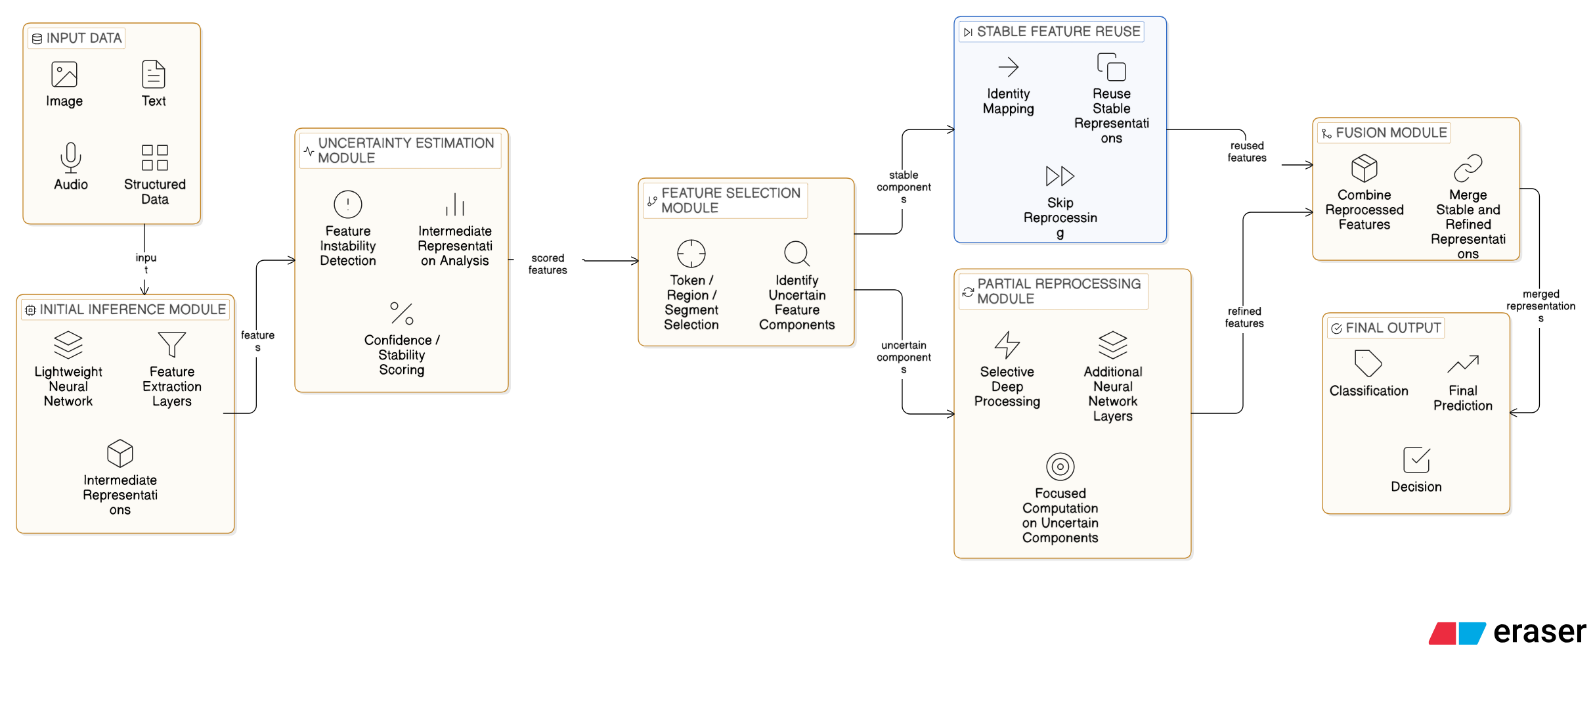 INPUT DATA
Image
Text
Audio
Structured
Data
inpu
t
INITIAL INFERENCE MODULE
Lightweight
Neural
Network
Feature
Extraction
Layers
Intermediate
Representati
ons
feature
s
UNCERTAINTY ESTIMATION
MODULE
Feature
Instability
Detection
Intermediate
Representati
on Analysis
Confidence /
Stability
Scoring
scored
features
FEATURE SELECTION
MODULE
Token /
Region /
Segment
Selection
Identify
Uncertain
Feature
Components
stable
component
s
uncertain
component
s
STABLE FEATURE REUSE
Identity
Mapping
Reuse
Stable
Representati
ons
Skip
Reprocessin
g
PARTIAL REPROCESSING
MODULE
Selective
Deep
Processing
Additional
Neural
Network
Layers
Focused
Computation
on Uncertain
Components
reused
features
refined
features
FUSION MODULE
Combine
Reprocessed
Features
Merge
Stable and
Refined
Representati
ons
merged
representation
s
FINAL OUTPUT
Classification
Final
Prediction
Decision
eraser